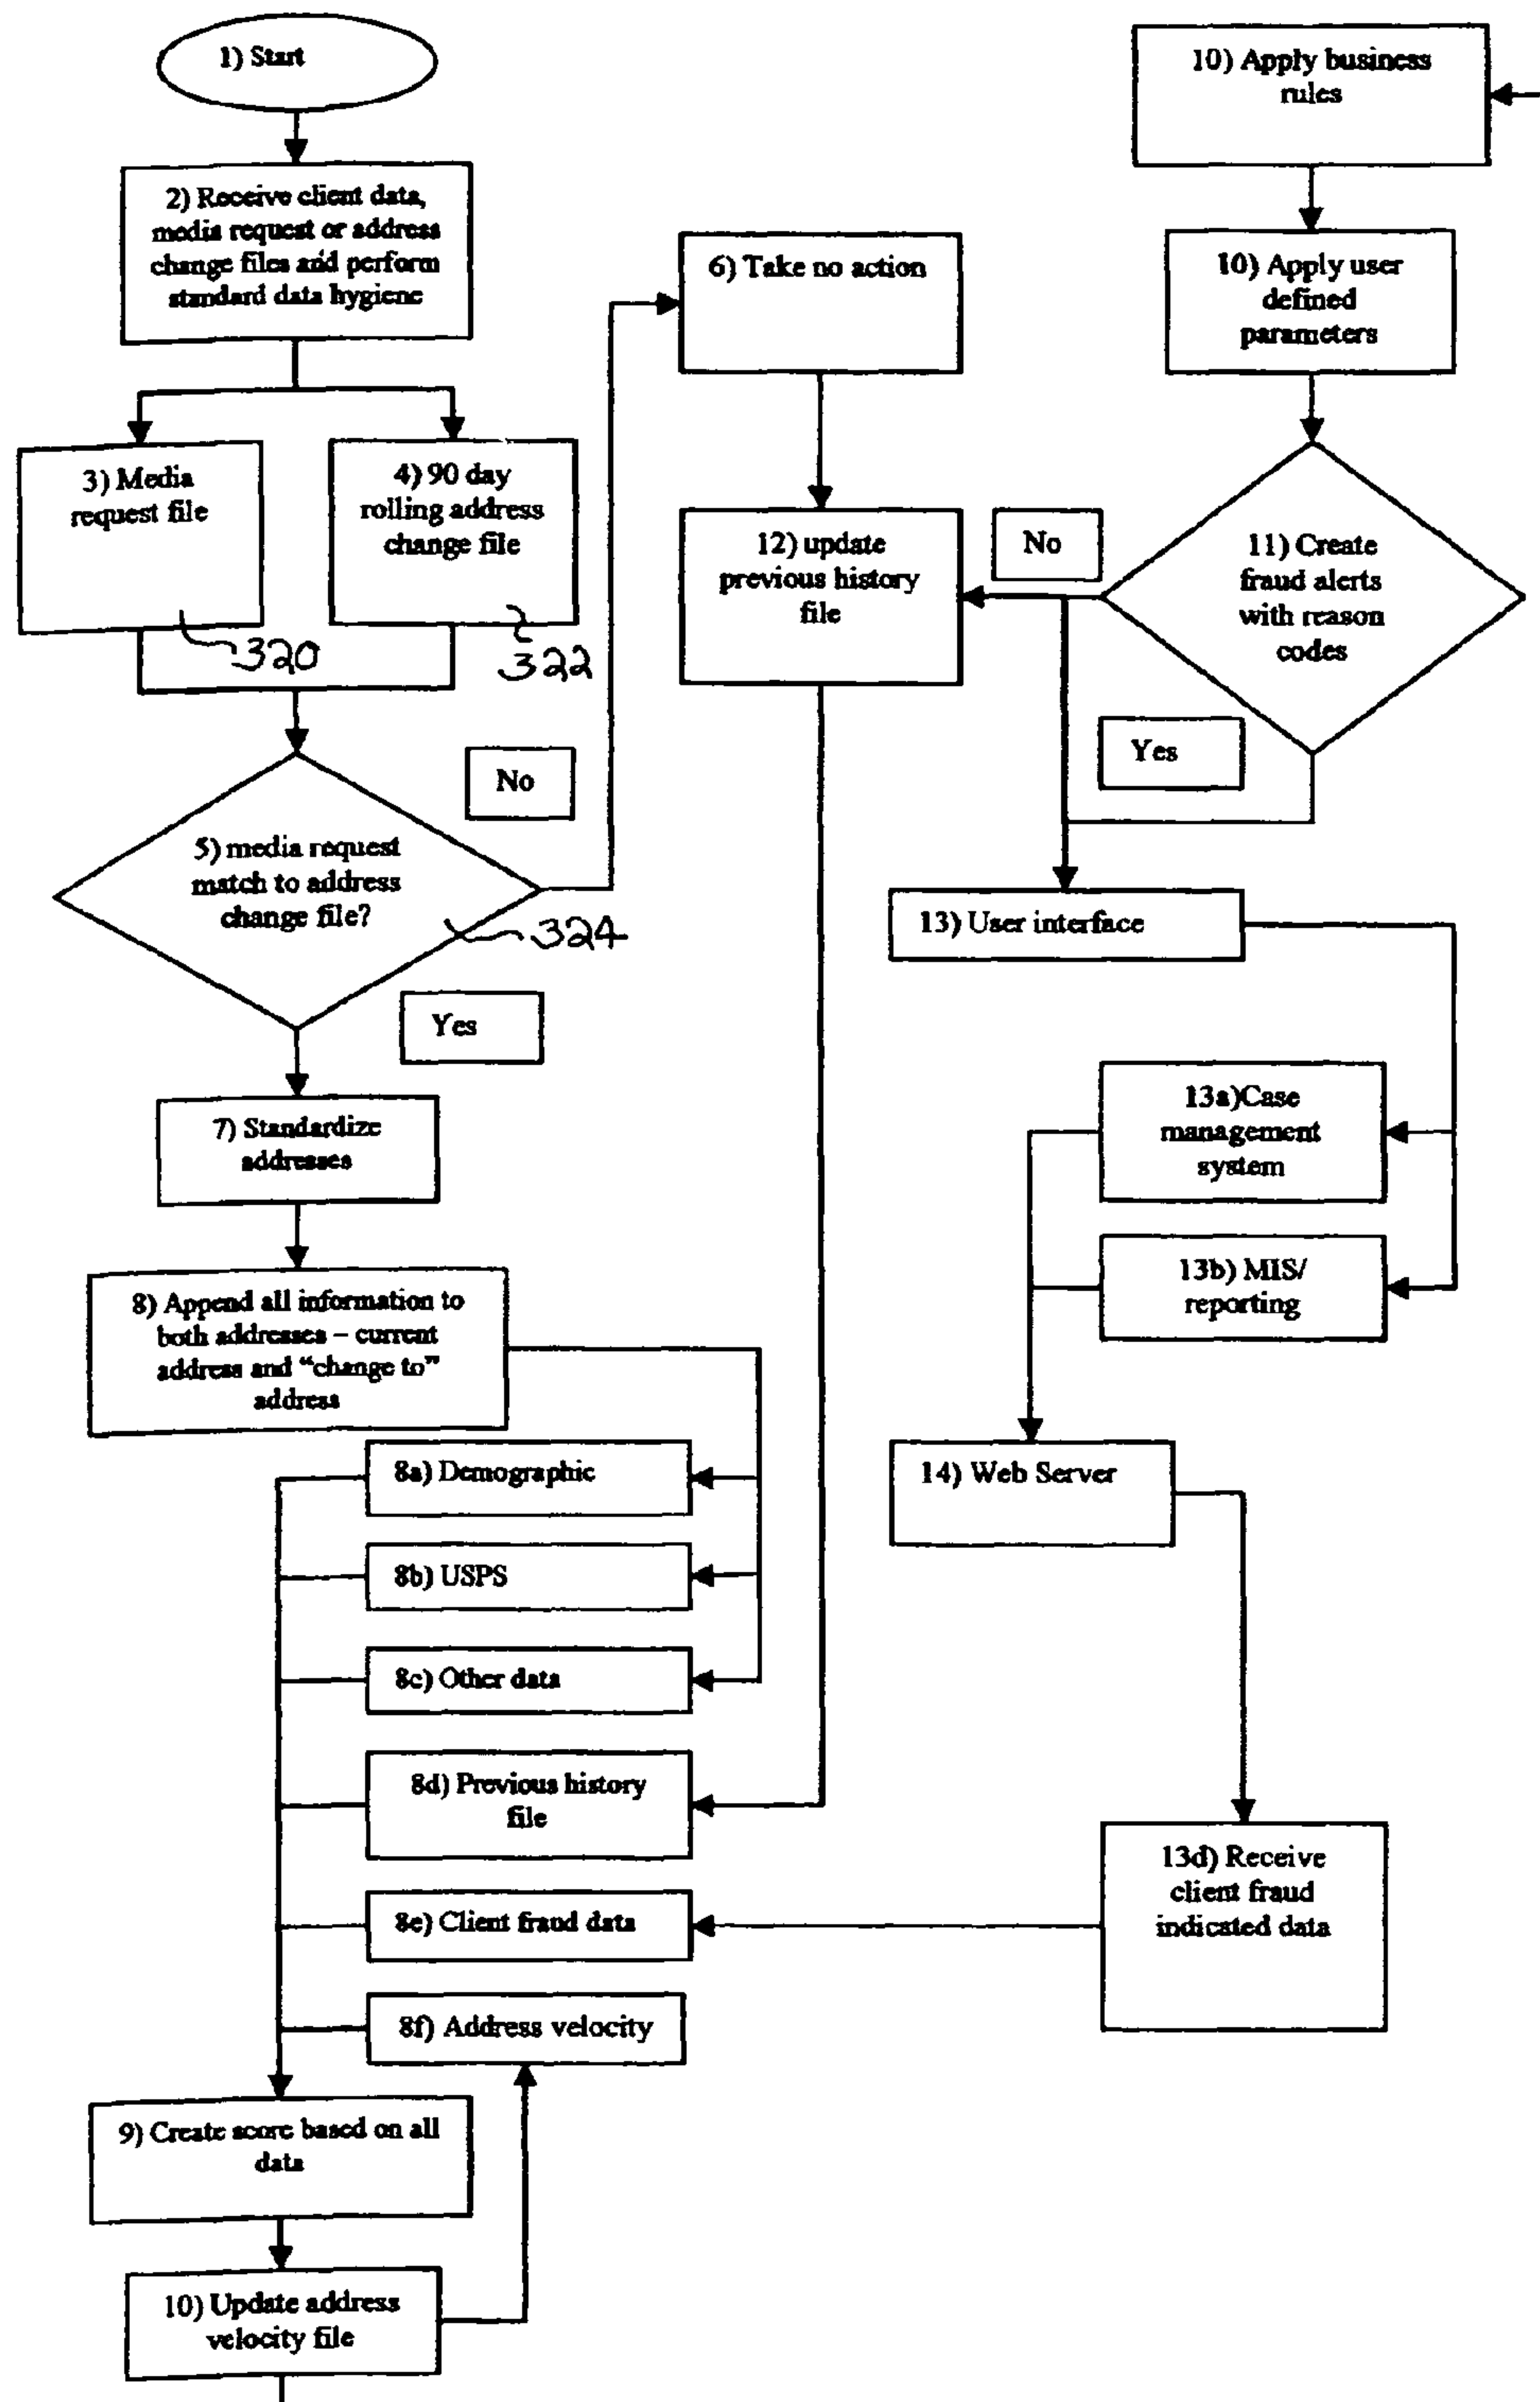 1) Start
2) Receive client data,
media request or address
change files and perform
standard data hygiene
3) Media
request file
320
4) 90 day
rolling address
change file
322
5) media request
match to address
change file?
324
No
Yes
6) Take no action
12) update
previous history
file
7) Standardize
addresses
8) Append all information to
both addresses – current
address and “change to”
address
8a) Demographic
8b) USPS
8c) Other data
8d) Previous history
file
8e) Client fraud data
8f) Address velocity
9) Create score based on all
data
10) Update address
velocity file
10) Apply business
rules
10) Apply user
defined
parameters
11) Create
fraud alerts
with reason
codes
No
Yes
13) User interface
13a)Case
management
system
13b) MIS/
reporting
14) Web Server
13d) Receive
client fraud
indicated data